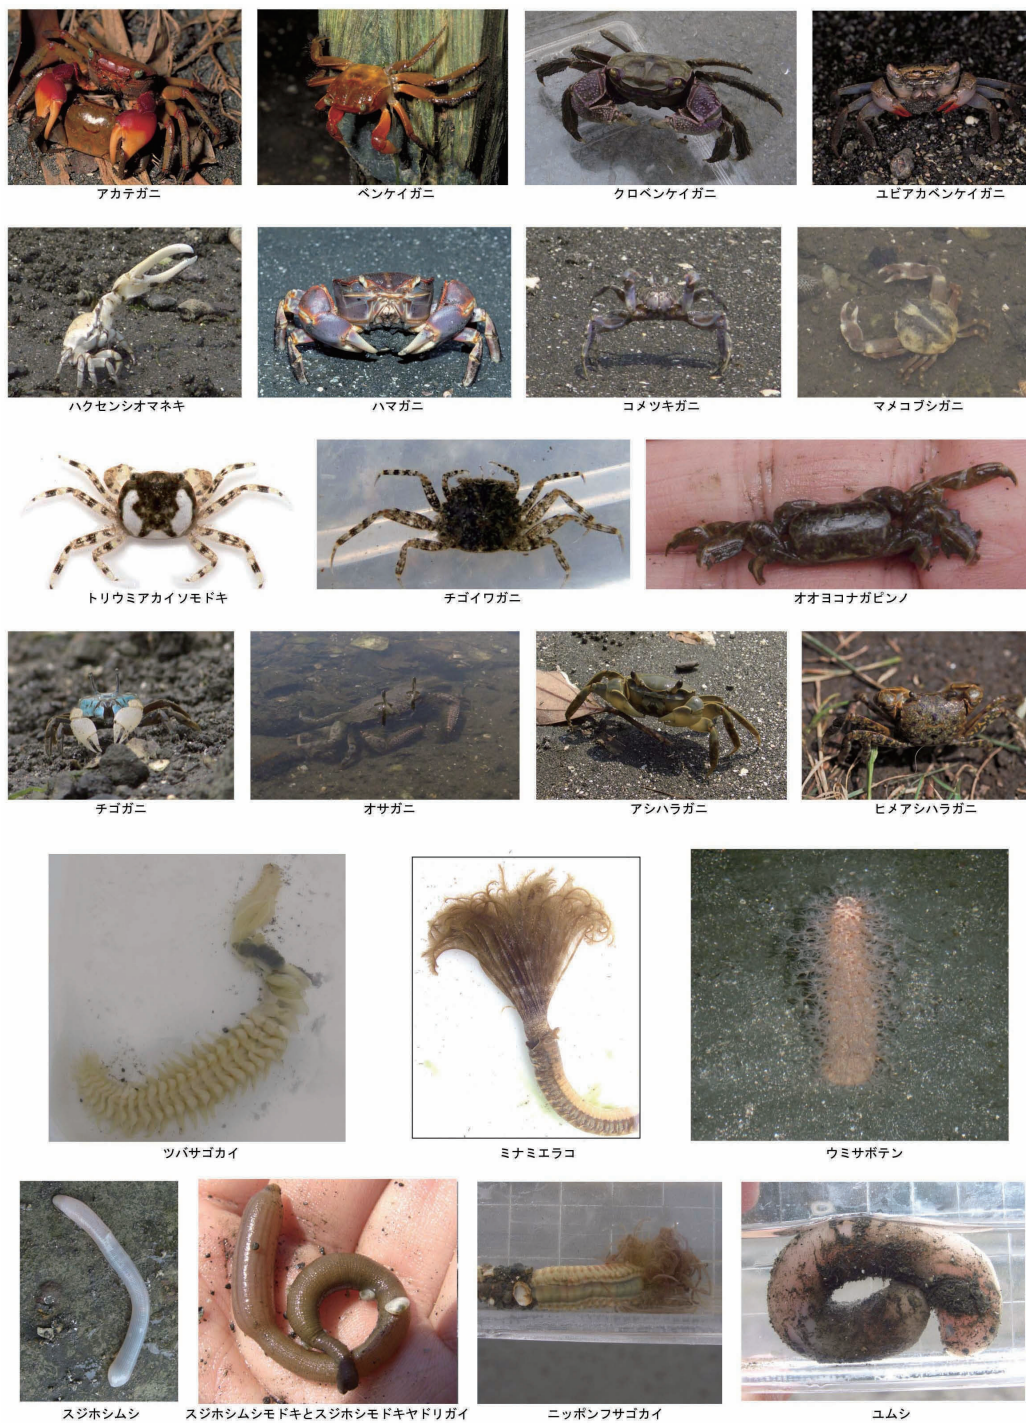 アカテガニ
ベンケイガニ
クロベンケイガニ
ユビアカベンケイガニ
ハクセンシオマネキ
ハマガニ
コメツキガニ
マメコブシガニ
トリウミアカイソモドキ
チゴイワガニ
オオヨコナガピンノ
チゴガニ
オサガニ
アシハラガニ
ヒメアシハラガニ
ツバサゴカイ
ミナミエラコ
ウミサボテン
スジホシムシ
スジホシムシモドキとスジホシモドキヤドリガイ
ニッポンフサゴカイ
ユムシ